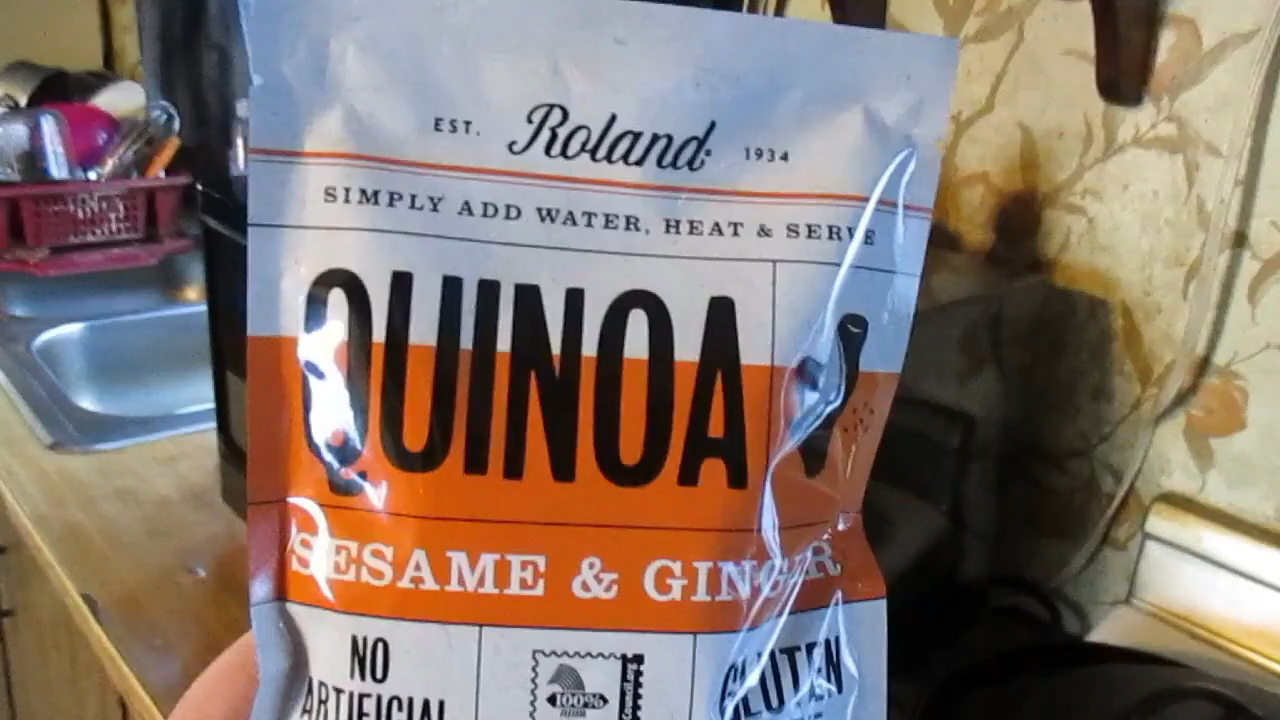 EST. Roland 1934
SIMPLY ADD WATER, HEAT & SERVE
QUINOA
SESAME & GINGER
NO
ARTIFICIAL
100%
GLUTEN